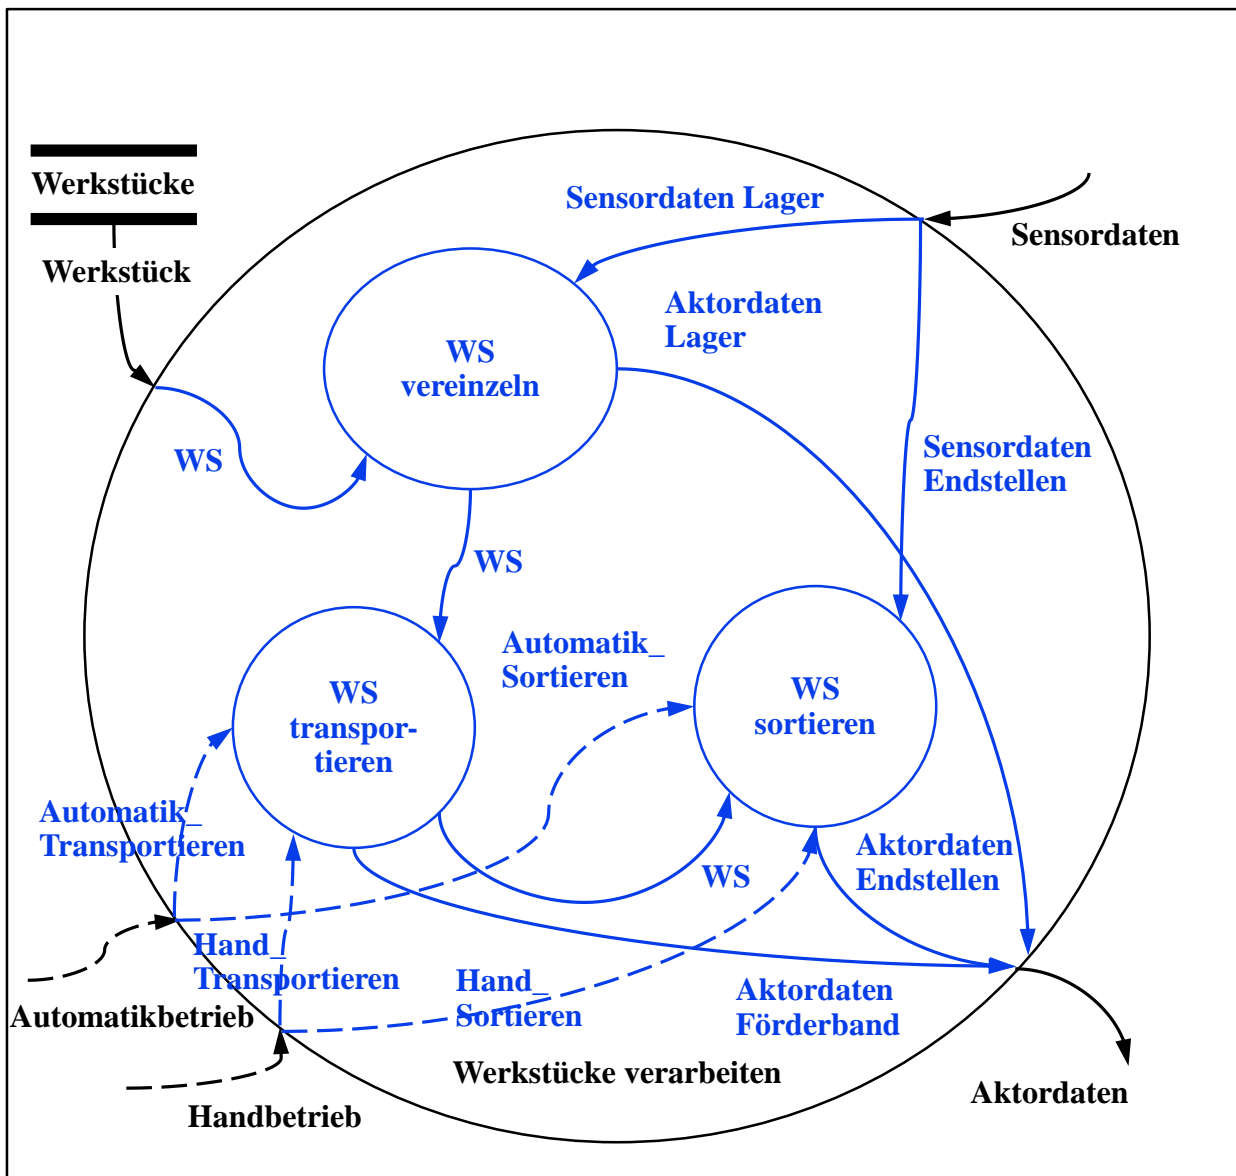 Werkstücke
Sensordaten Lager
Sensordaten
Werkstück
Aktordaten
Lager
WS
vereinzeln
WS
Sensordaten
Endstellen
WS
Automatik_
Sortieren
WS
transpor-
tieren
WS
sortieren
Automatik_
Transportieren
Aktordaten
Endstellen
WS
Hand_
Transportieren
Hand_
Sortieren
Aktordaten
Förderband
Automatikbetrieb
Werkstücke verarbeiten
Aktordaten
Handbetrieb